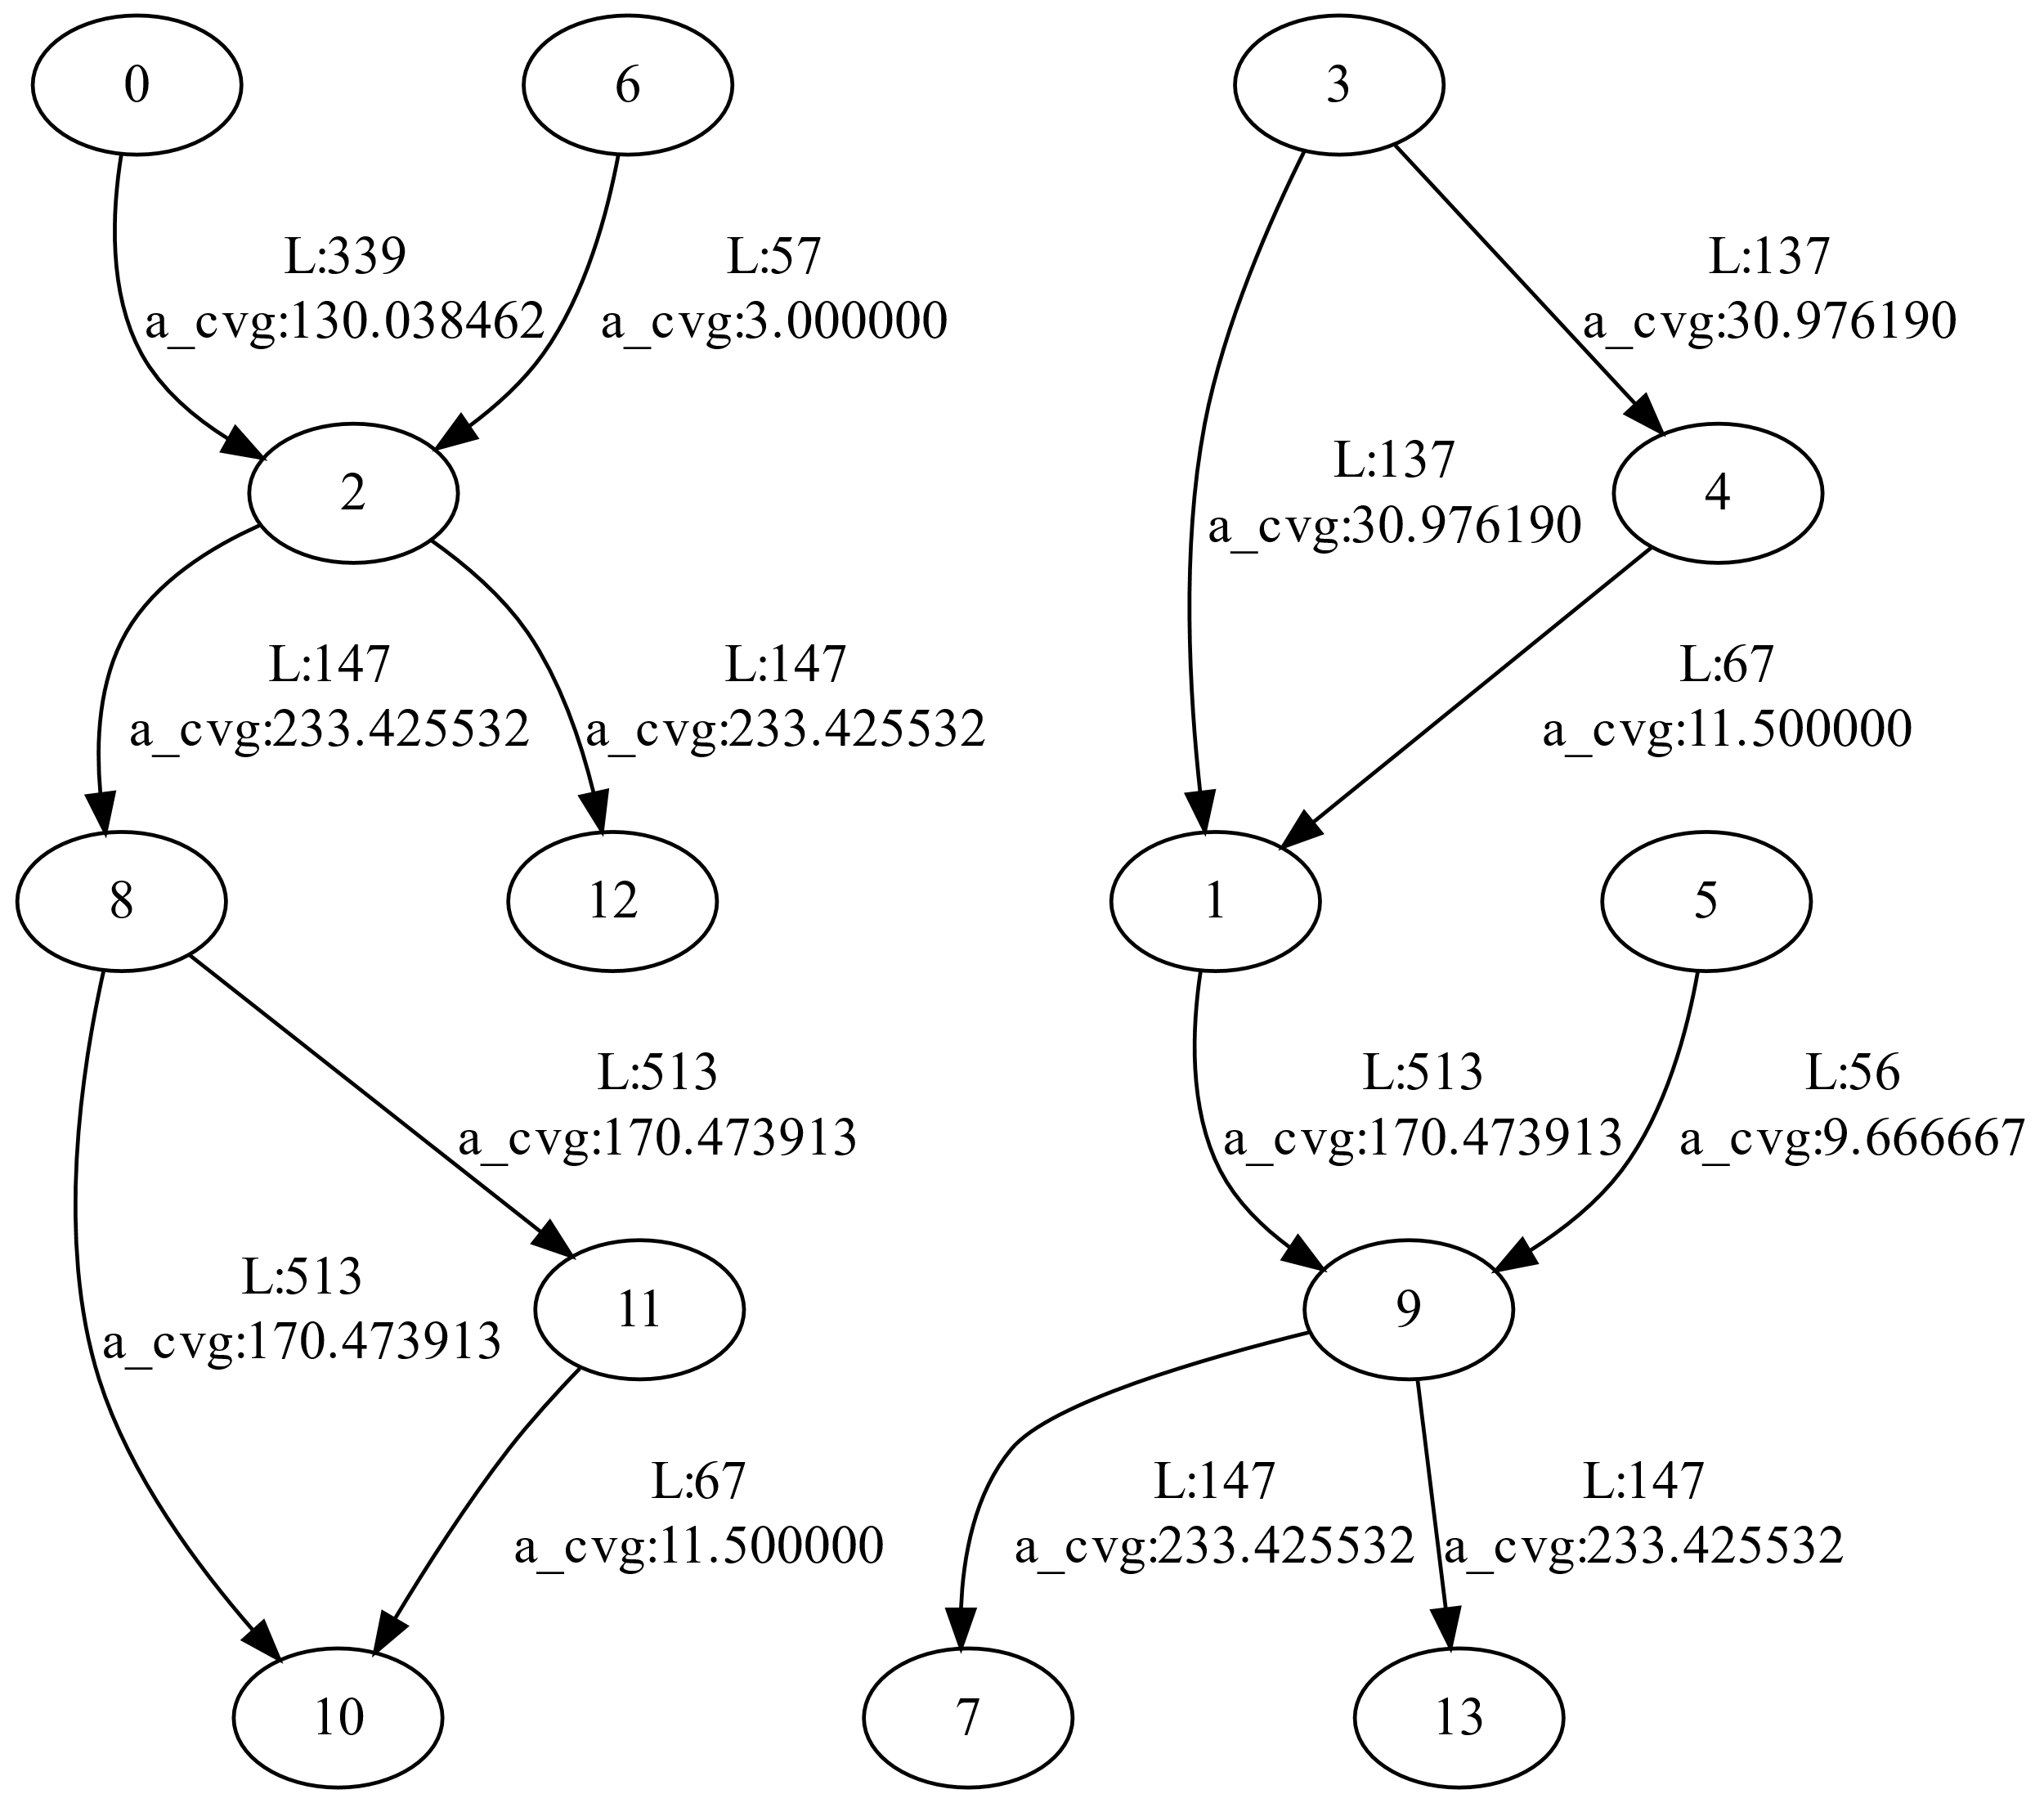 0
6
3
L:339
a_cvg:130.038462
L:57
a_cvg:3.000000
L:137
a_cvg:30.976190
2
L:137
a_cvg:30.976190
4
L:147
a_cvg:233.425532
L:147
a_cvg:233.425532
L:67
a_cvg:11.500000
8
12
1
5
L:513
a_cvg:170.473913
L:513
a_cvg:170.473913
L:56
a_cvg:9.666667
L:513
a_cvg:170.473913
11
9
L:67
a_cvg:11.500000
L:147
a_cvg:233.425532
L:147
a_cvg:233.425532
10
7
13